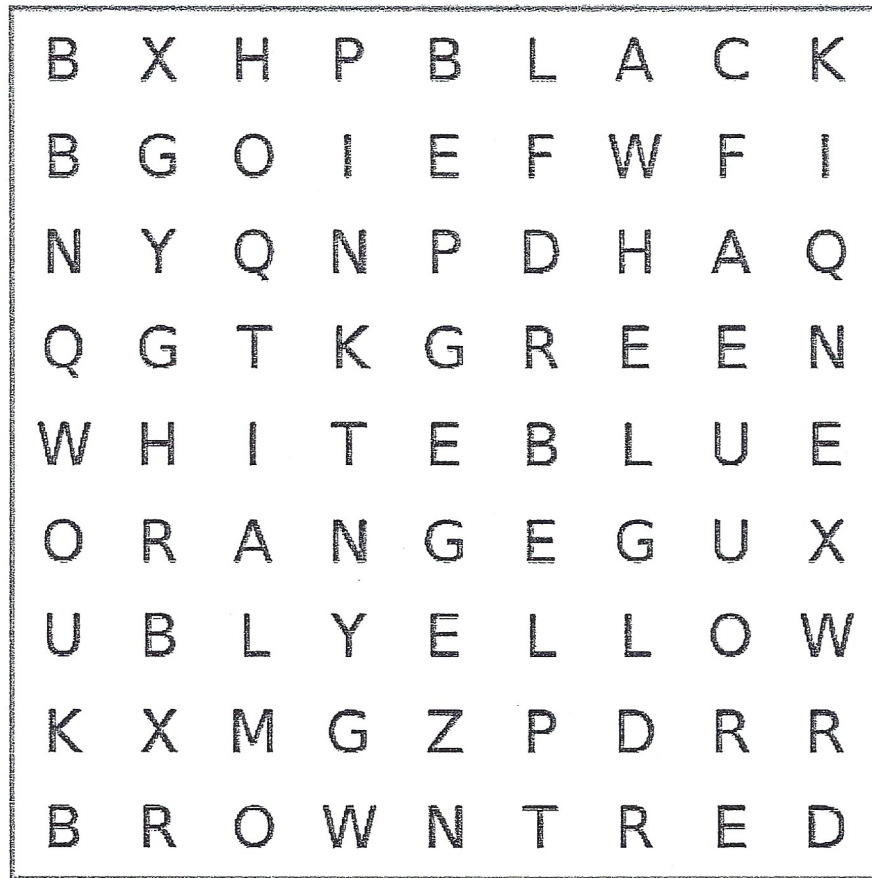 B X H P B L A C K
B G O I E F W F I
N Y Q N P D H A Q
Q G T K G R E E N
W H I T E B L U E
O R A N G E G U X
U B L Y E L L O W
K X M G Z P D R R
B R O W N T R E D